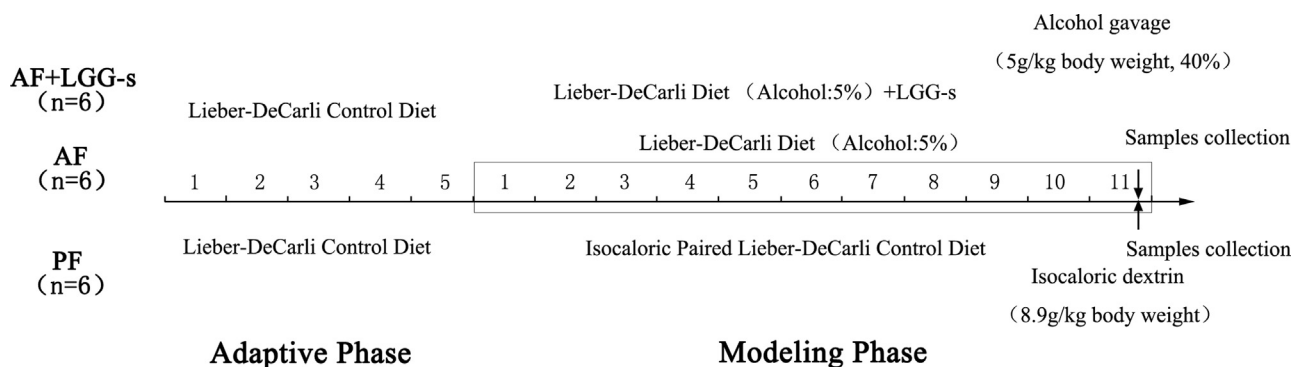 Alcohol gavage
（5g/kg body weight, 40%）
AF+LGG-s
（n=6）
Lieber-DeCarli Control Diet
Lieber-DeCarli Diet （Alcohol:5%）+LGG-s
AF
（n=6）
Lieber-DeCarli Diet （Alcohol:5%）
Samples collection
1 2 3 4 5 1 2 3 4 5 6 7 8 9 10 11
PF
（n=6）
Lieber-DeCarli Control Diet
Isocaloric Paired Lieber-DeCarli Control Diet
Samples collection
Isocaloric dextrin
（8.9g/kg body weight）
Adaptive Phase
Modeling Phase